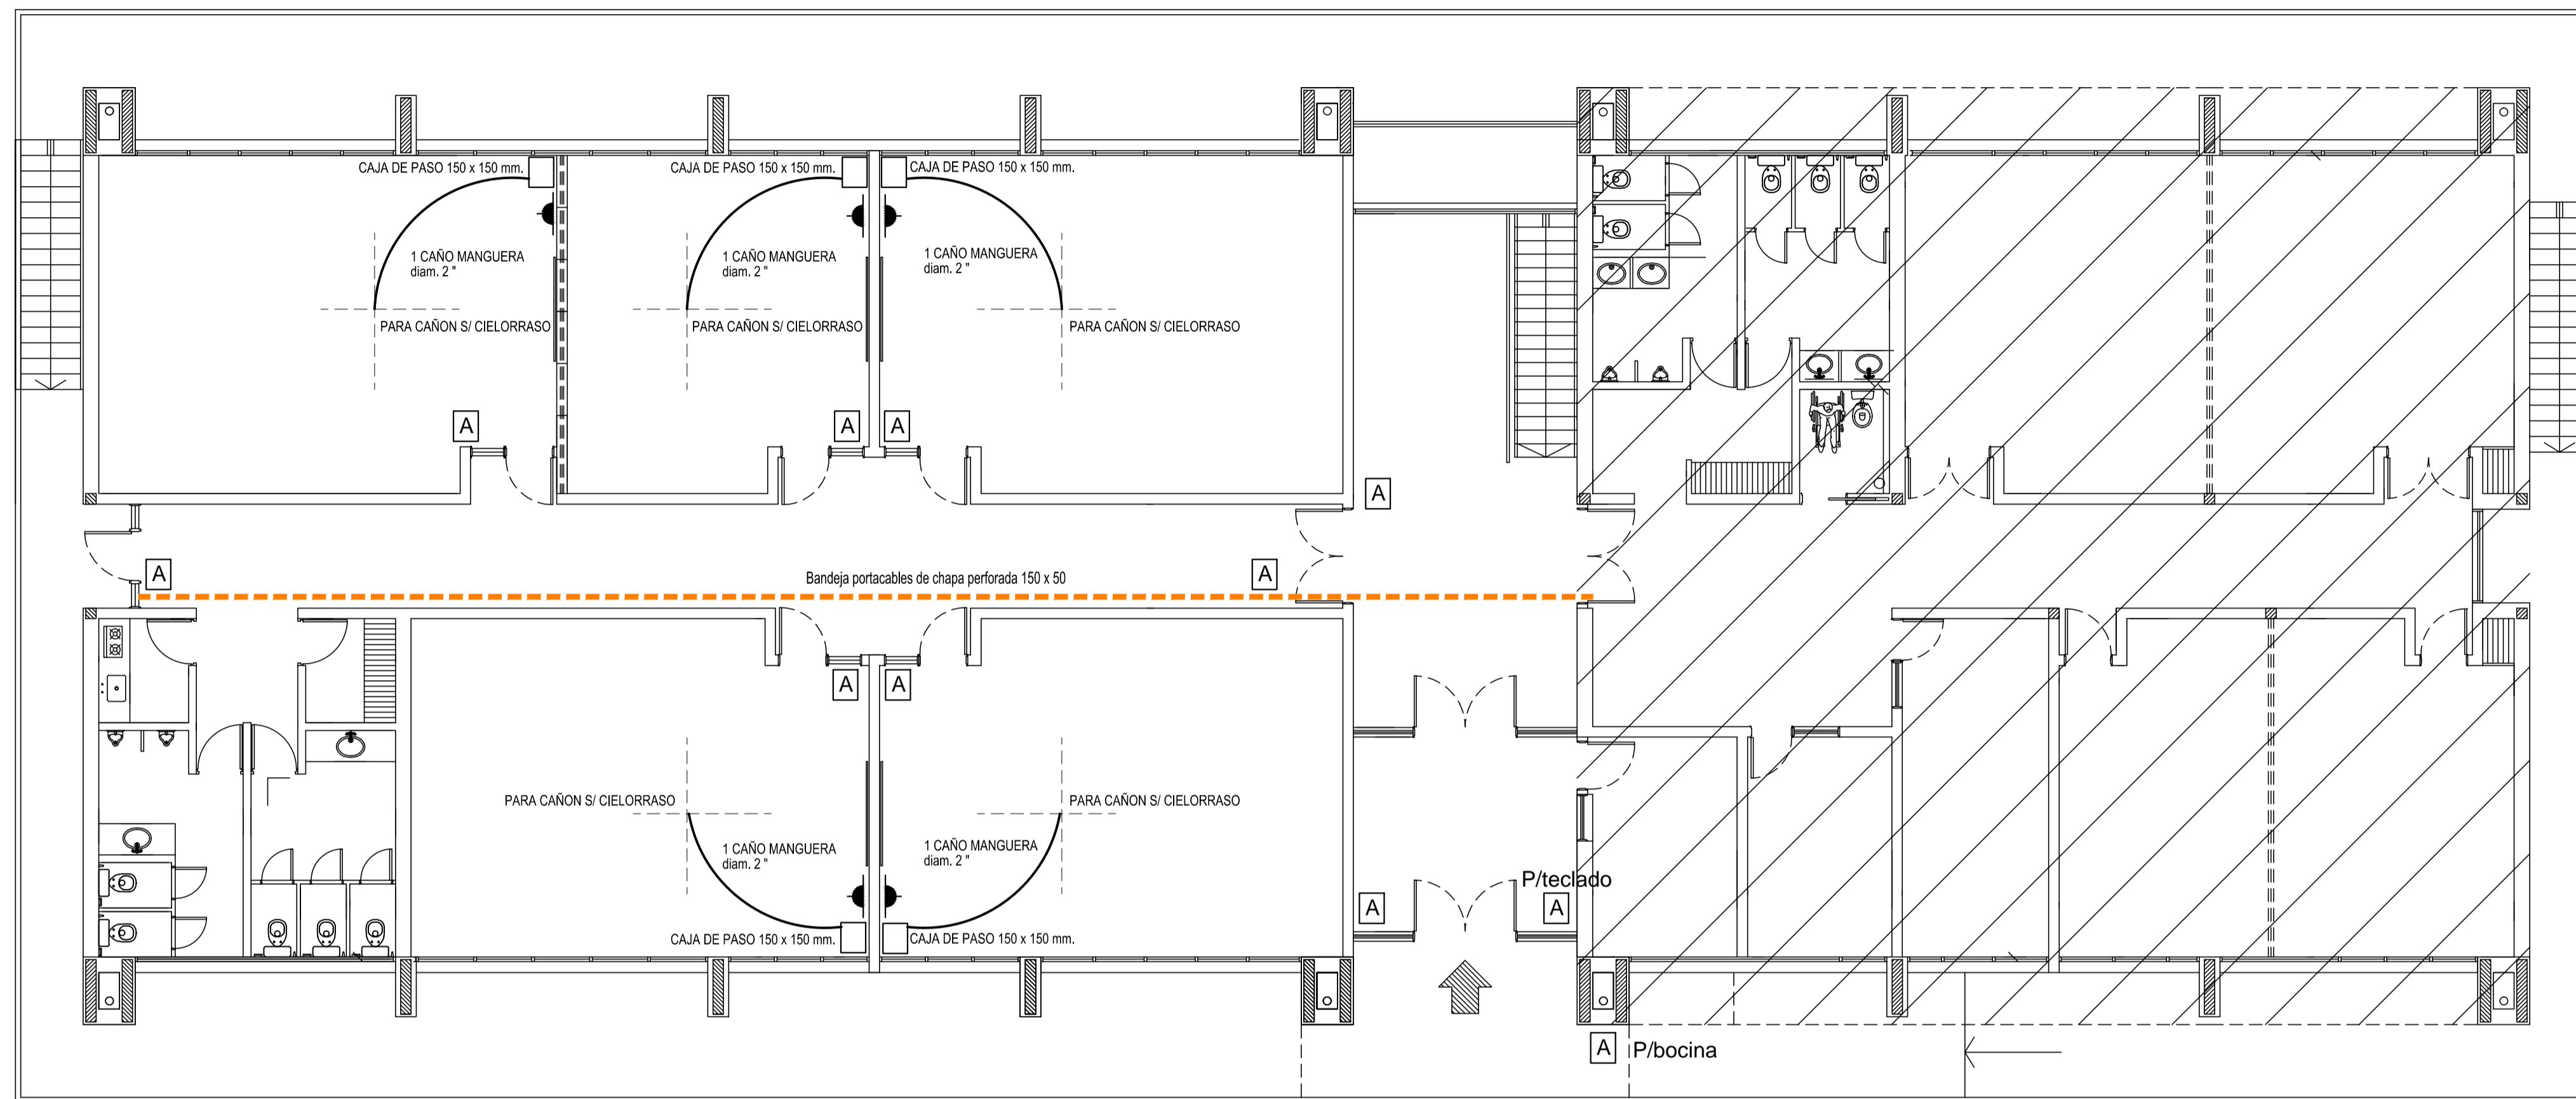 CAJA DE PASO 150 x 150 mm.
CAJA DE PASO 150 x 150 mm.
CAJA DE PASO 150 x 150 mm.
1 CAÑO MANGUERA
diam. 2 "
1 CAÑO MANGUERA
diam. 2 "
1 CAÑO MANGUERA
diam. 2 "
PARA CAÑON S/ CIELORRASO
PARA CAÑON S/ CIELORRASO
PARA CAÑON S/ CIELORRASO
A
A
A
A
A
Bandeja portacables de chapa perforada 150 x 50
A
A
A
PARA CAÑON S/ CIELORRASO
PARA CAÑON S/ CIELORRASO
1 CAÑO MANGUERA
diam. 2 "
1 CAÑO MANGUERA
diam. 2 "
P/teclado
A
A
CAJA DE PASO 150 x 150 mm.
CAJA DE PASO 150 x 150 mm.
A P/bocina